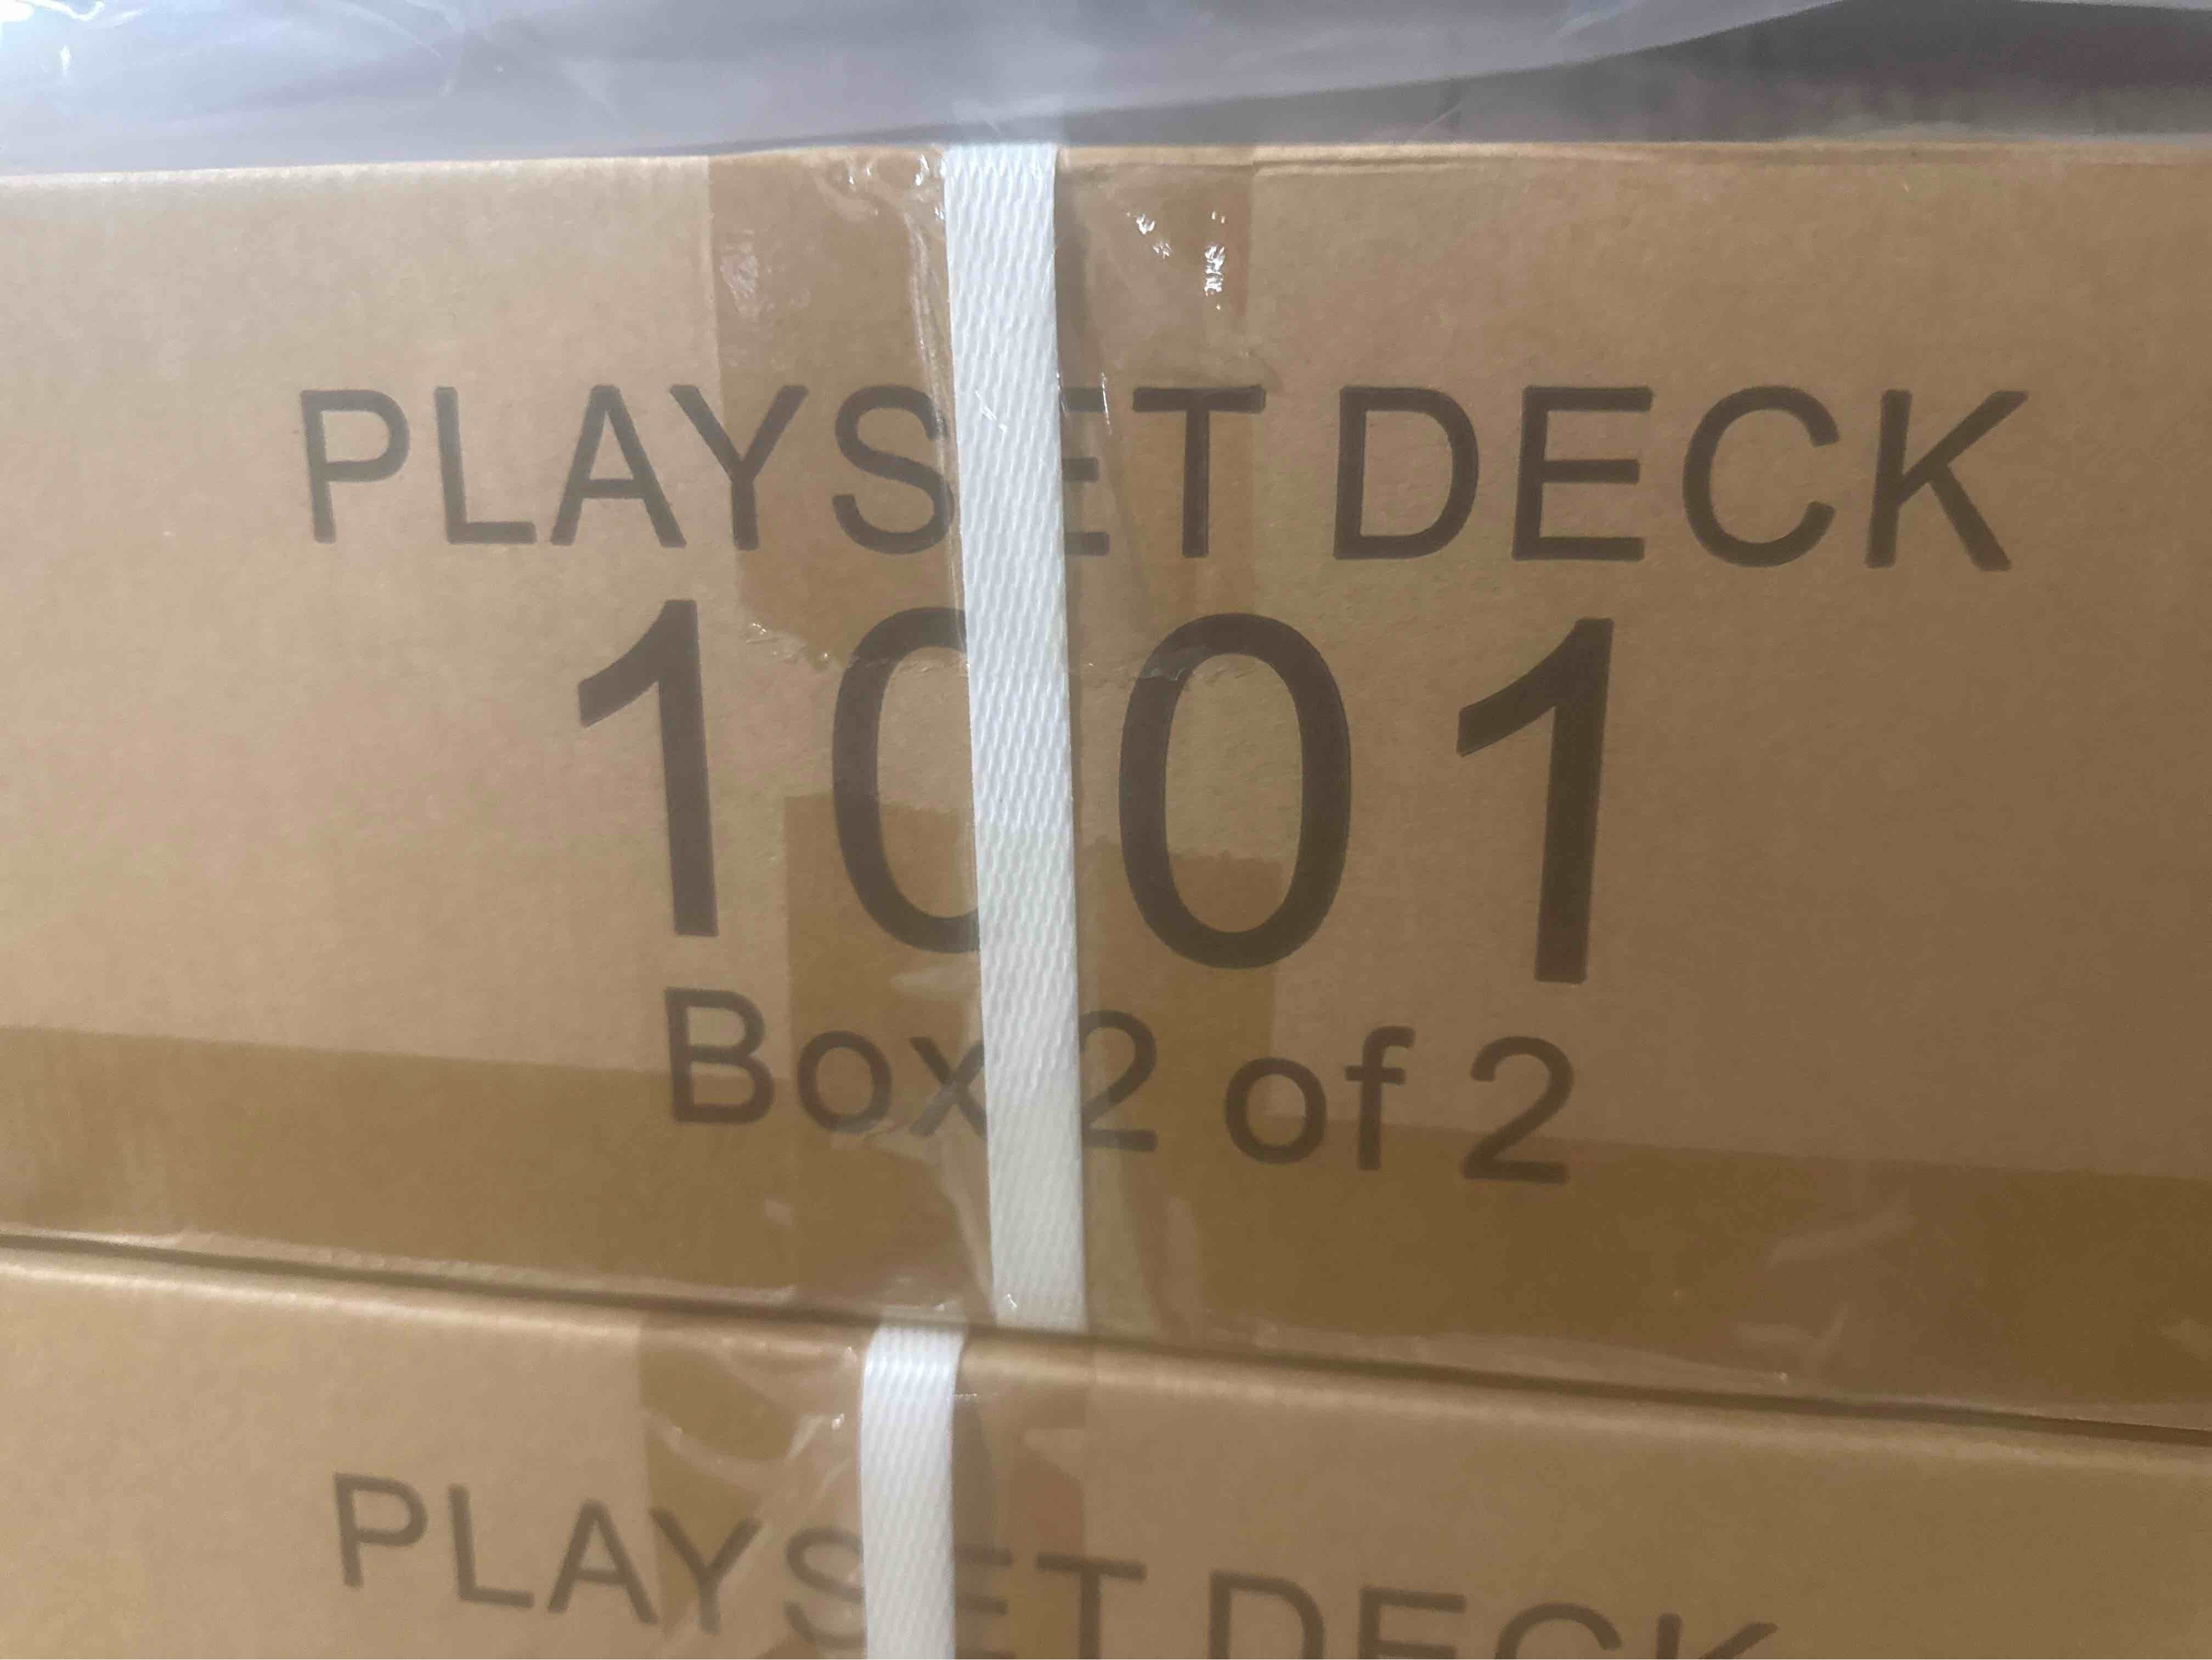 PLAYSET DECK
1001
Box 2 of 2
PLAYSET DECK